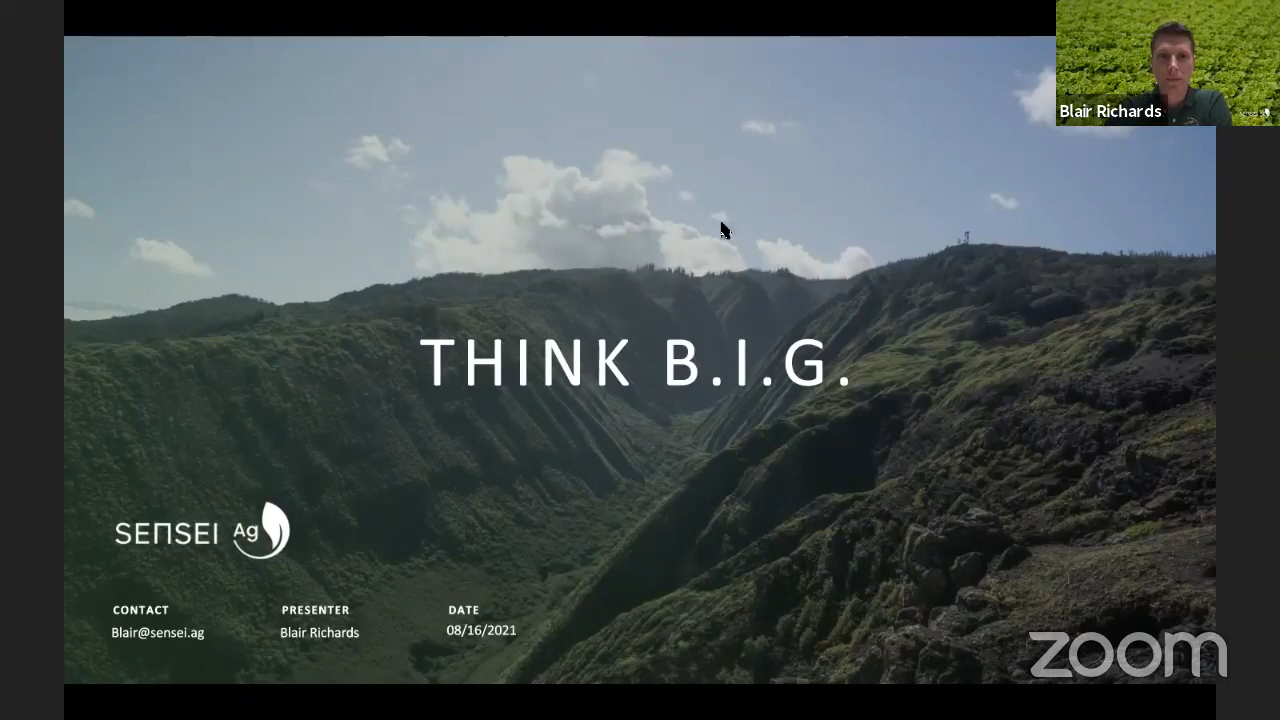 Blair Richards
THINK B.I.G.
SENSEI Ag
CONTACT
Blair@sensei.ag
PRESENTER
Blair Richards
DATE
08/16/2021
zoom